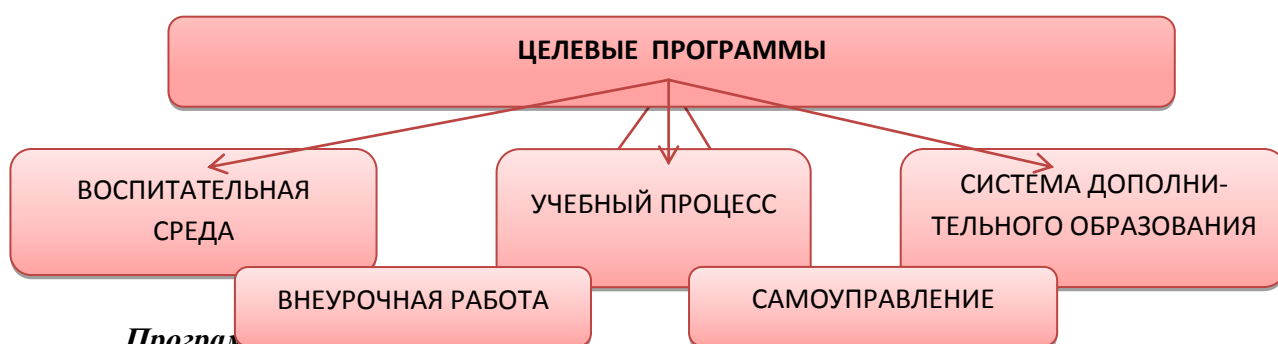 ЦЕЛЕВЫЕ ПРОГРАММЫ
ВОСПИТАТЕЛЬНАЯ
СРЕДА
УЧЕБНЫЙ ПРОЦЕСС
СИСТЕМА ДОПОЛНИ-
ТЕЛЬНОГО ОБРАЗОВАНИЯ
ВНЕУРОЧНАЯ РАБОТА
САМОУПРАВЛЕНИЕ